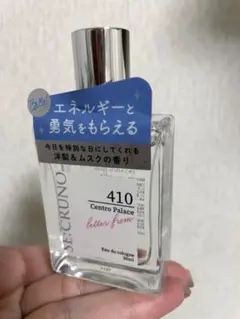 エネルギーと
勇気をもらえる
今日を特別な日にしてくれる
洋梨&ムスクの香り
SECRUNO
410
Centro Palace
letter from
Eau de cologne